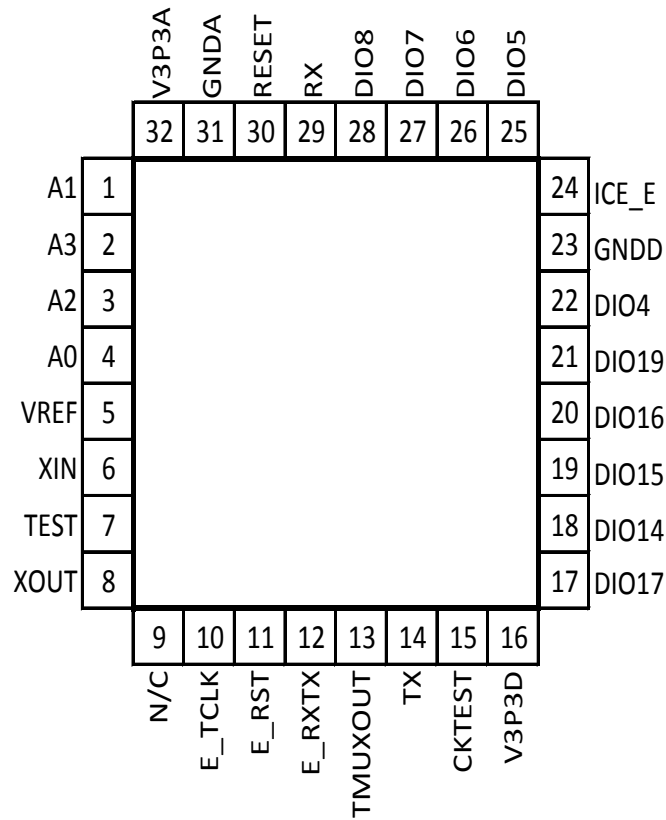 V3P3A GNDA RESET RX DIO8 DIO7 DIO6 DIO5
32 31 30 29 28 27 26 25
A1 1 24 ICE_E
A3 2 23 GNDD
A2 3 22 DIO4
A0 4 21 DIO19
VREF 5 20 DIO16
XIN 6 19 DIO15
TEST 7 18 DIO14
XOUT 8 17 DIO17
9 10 11 12 13 14 15 16
N/C E_TCLK E_RST E_RXTX TMUXOUT TX CKTEST V3P3D